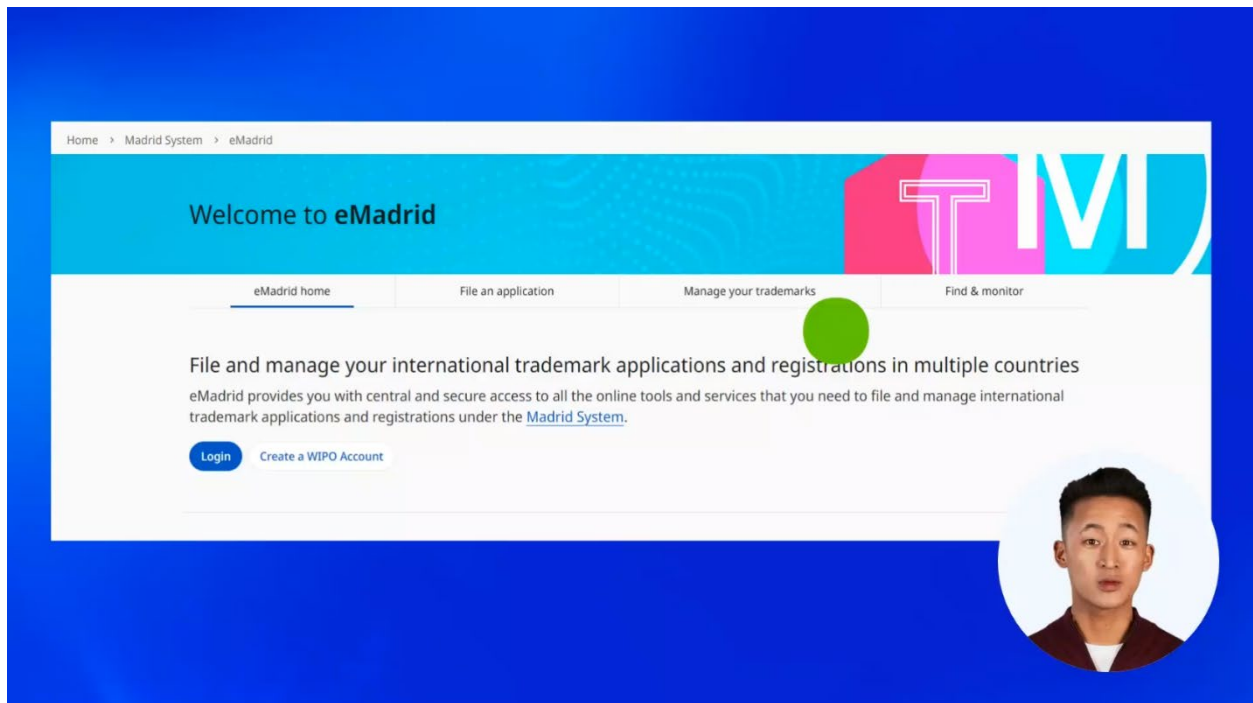 Home > Madrid System > eMadrid
TM
Welcome to eMadrid
eMadrid home File an application Manage your trademarks Find & monitor
File and manage your international trademark applications and registrations in multiple countries
eMadrid provides you with central and secure access to all the online tools and services that you need to file and manage international
trademark applications and registrations under the Madrid System.
Login Create a WIPO Account